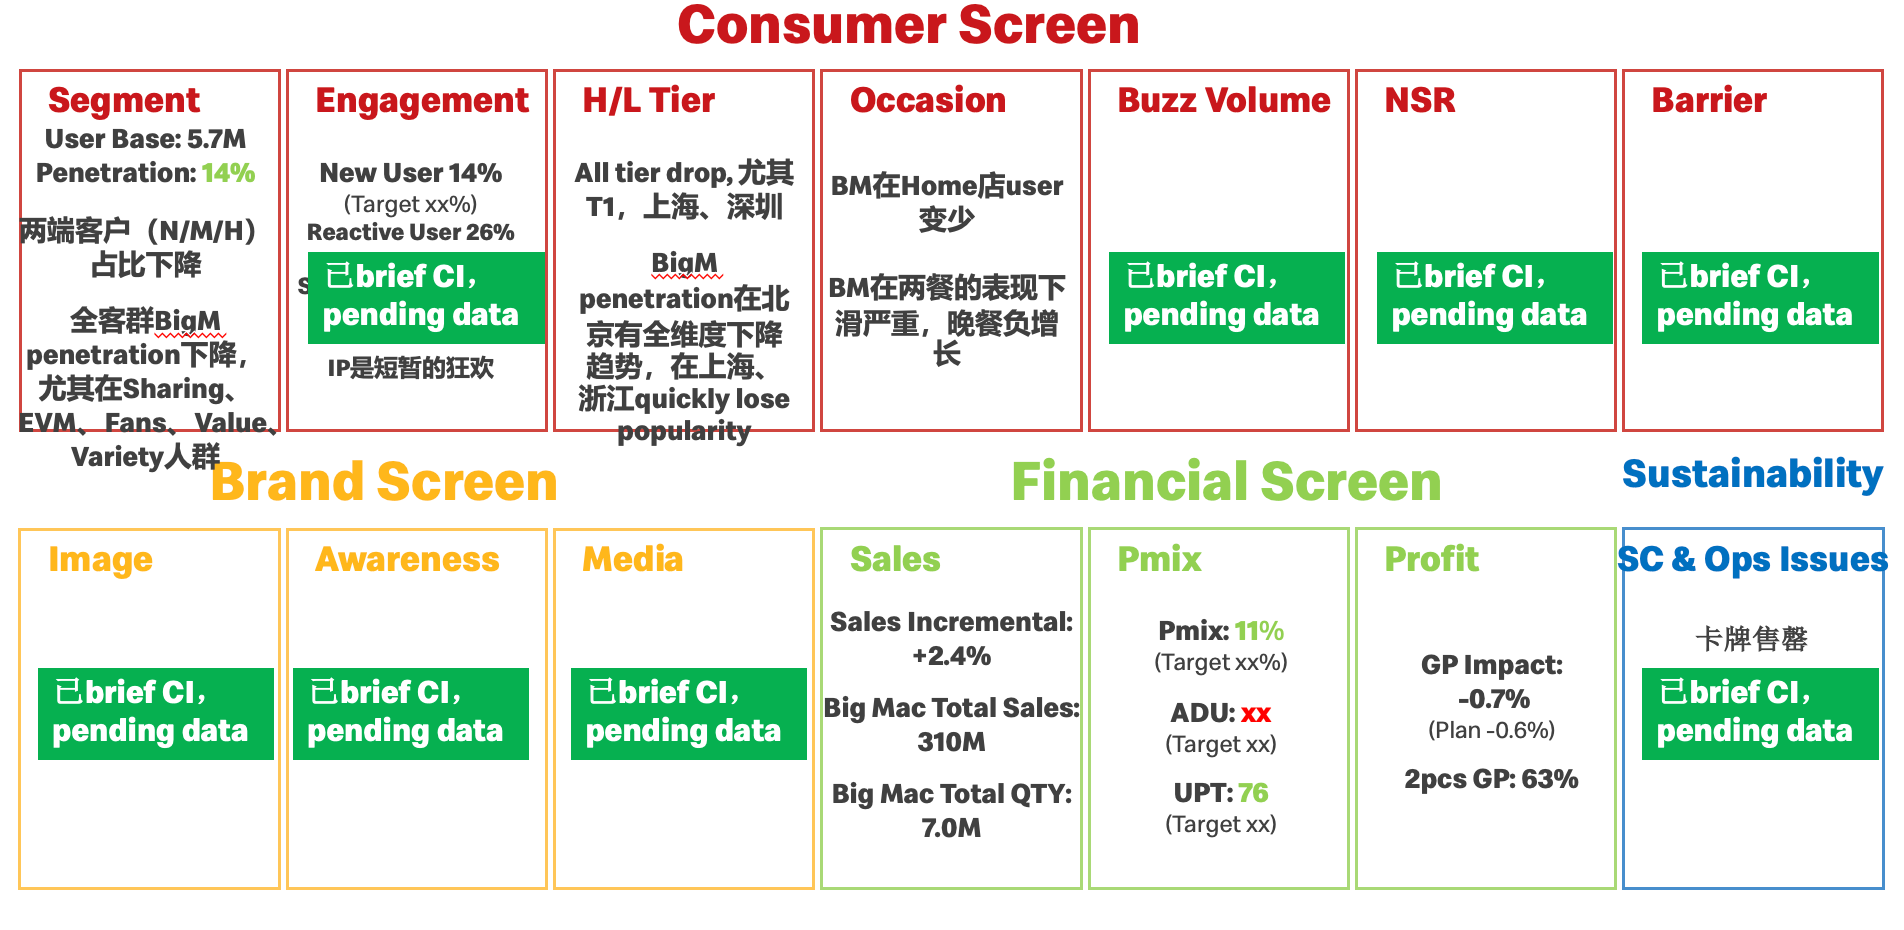 Consumer Screen
Segment
User Base: 5.7M
Penetration: 14%
两端客户（N/M/H）
占比下降
全客群BigM
penetration下降，
尤其在Sharing、
EVM、Fans、Value、
Variety人群
Engagement
New User 14%
(Target xx%)
Reactive User 26%
已brief CI，
pending data
IP是短暂的狂欢
H/L Tier
All tier drop, 尤其
T1，上海、深圳
BigM
penetration在北
京有全维度下降
趋势，在上海、
浙江quickly lose
popularity
Occasion
BM在Home店user
变少
BM在两餐的表现下
滑严重，晚餐负增
长
Buzz Volume
已brief CI，
pending data
NSR
已brief CI，
pending data
Barrier
已brief CI，
pending data
Brand Screen
Image
已brief CI，
pending data
Awareness
已brief CI，
pending data
Media
已brief CI，
pending data
Financial Screen
Sales
Sales Incremental:
+2.4%
Big Mac Total Sales:
310M
Big Mac Total QTY:
7.0M
Pmix
Pmix: 11%
(Target xx%)
ADU: xx
(Target xx)
UPT: 76
(Target xx)
Profit
GP Impact:
-0.7%
(Plan -0.6%)
2pcs GP: 63%
Sustainability
SC & Ops Issues
卡牌售罄
已brief CI，
pending data